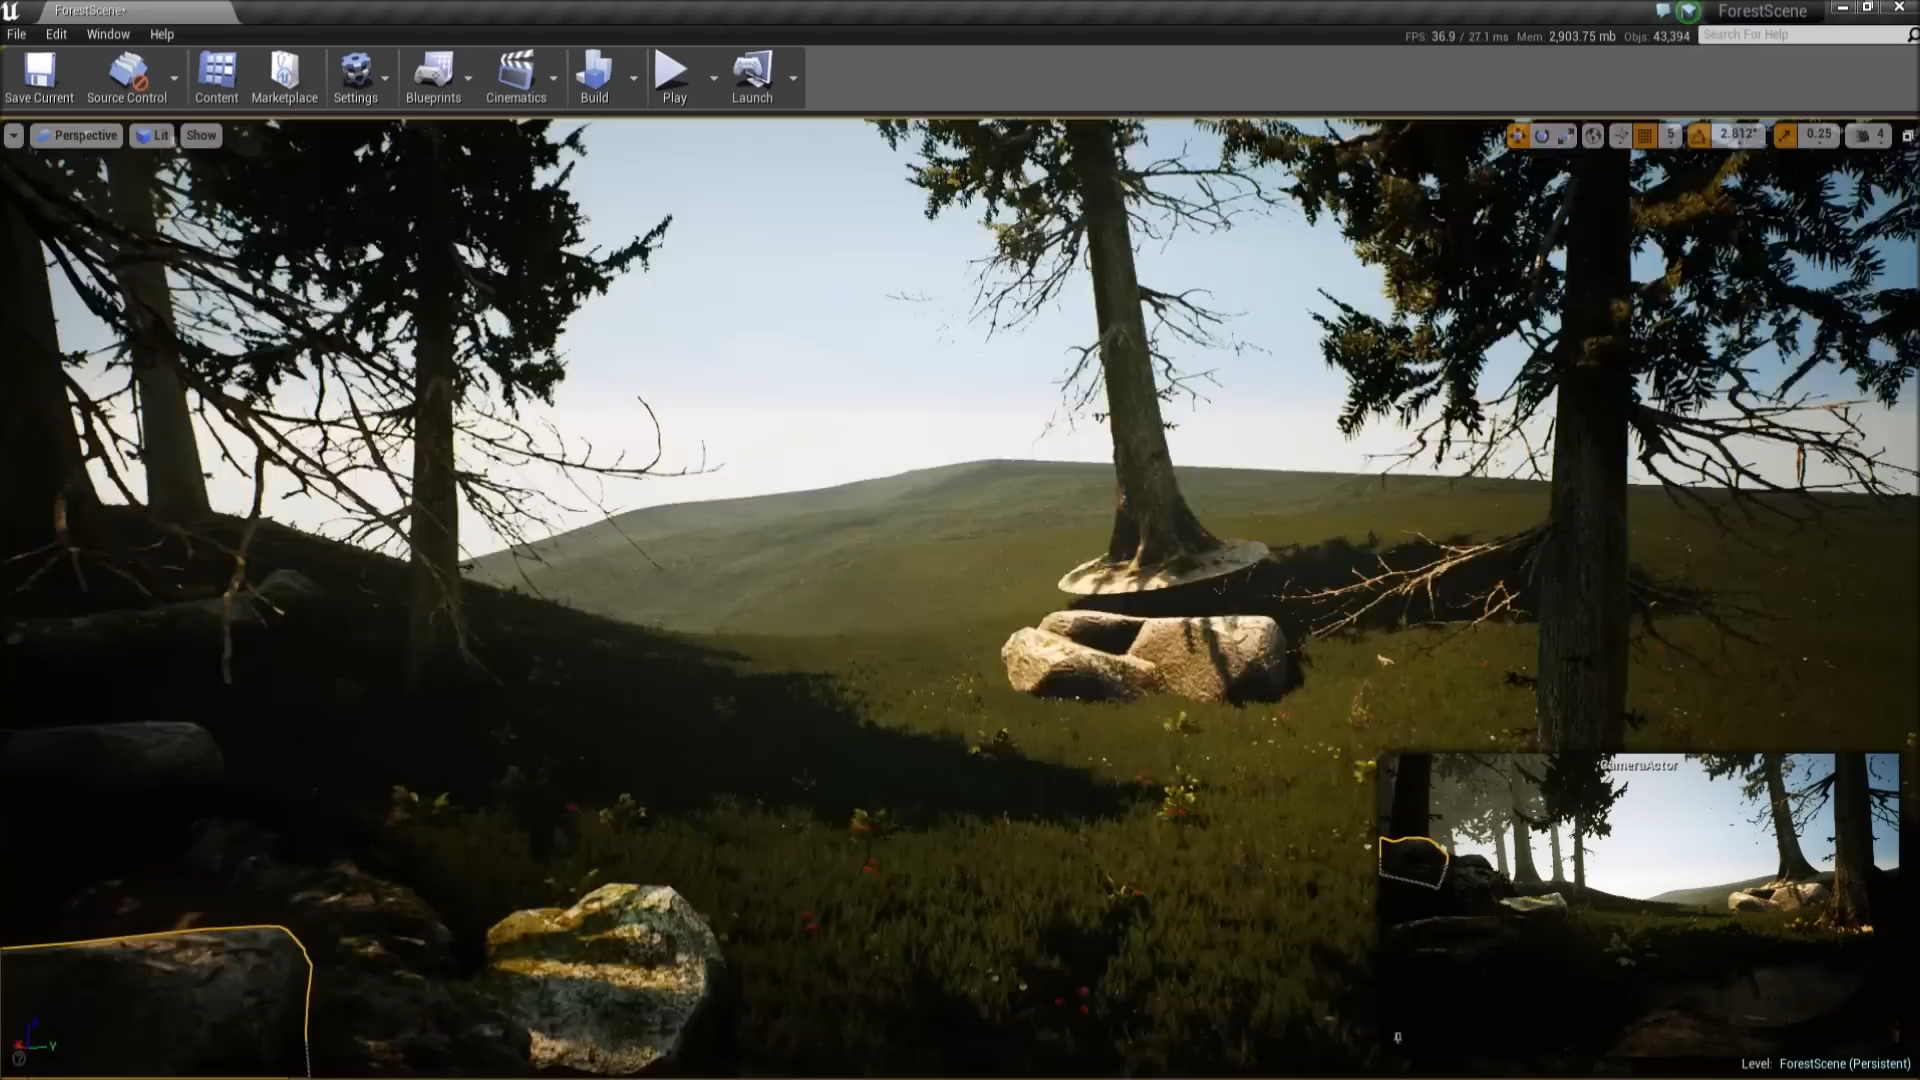 ForestScene*
ForestScene
File Edit Window Help
FPS: 36.9 / 27.1 ms Mem: 2,903.75 mb Objs: 43,394
Search For Help
Save Current Source Control Content Marketplace Settings Blueprints Cinematics Build Play Launch
Perspective Lit Show
5 2.812° 0.25 4
CameraActor
Y
Level: ForestScene (Persistent)